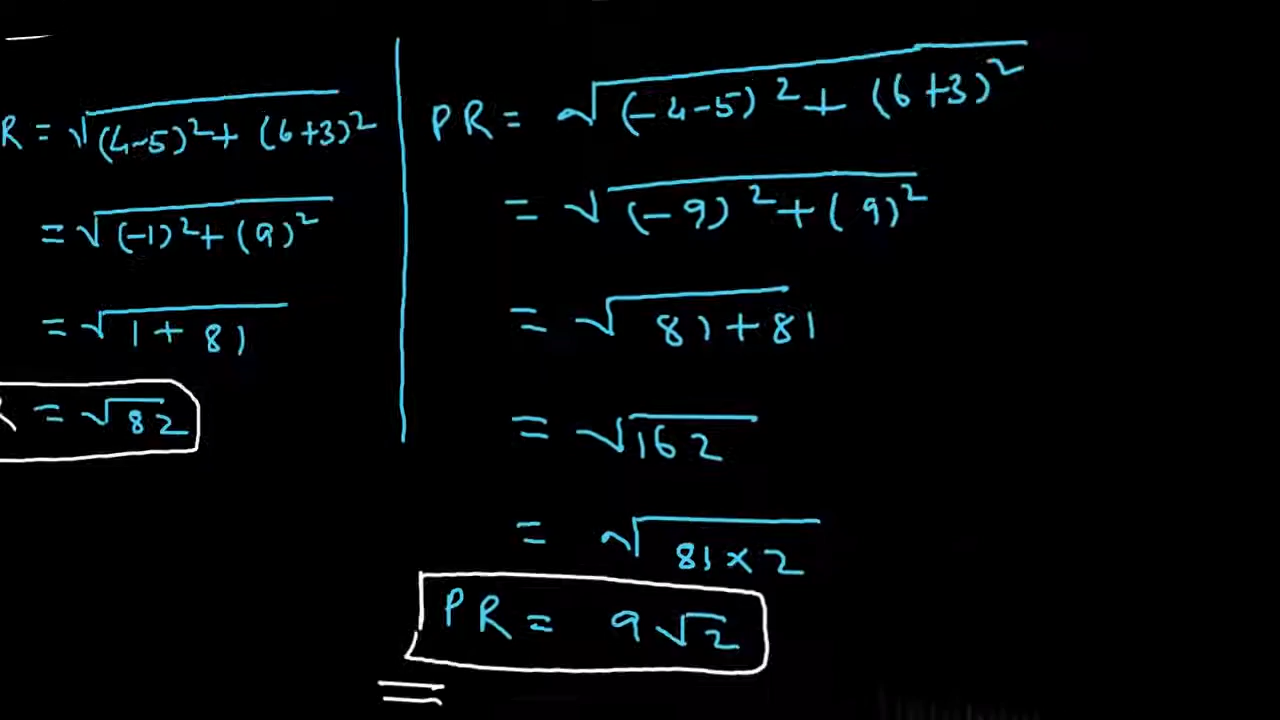 R = √(4-5)² + (6+3)²
= √(-1)² + (9)²
= √1 + 81
R = √82
PR = √(-4-5)² + (6+3)²
= √(-9)² + (9)²
= √81 + 81
= √162
= √81 × 2
PR = 9√2